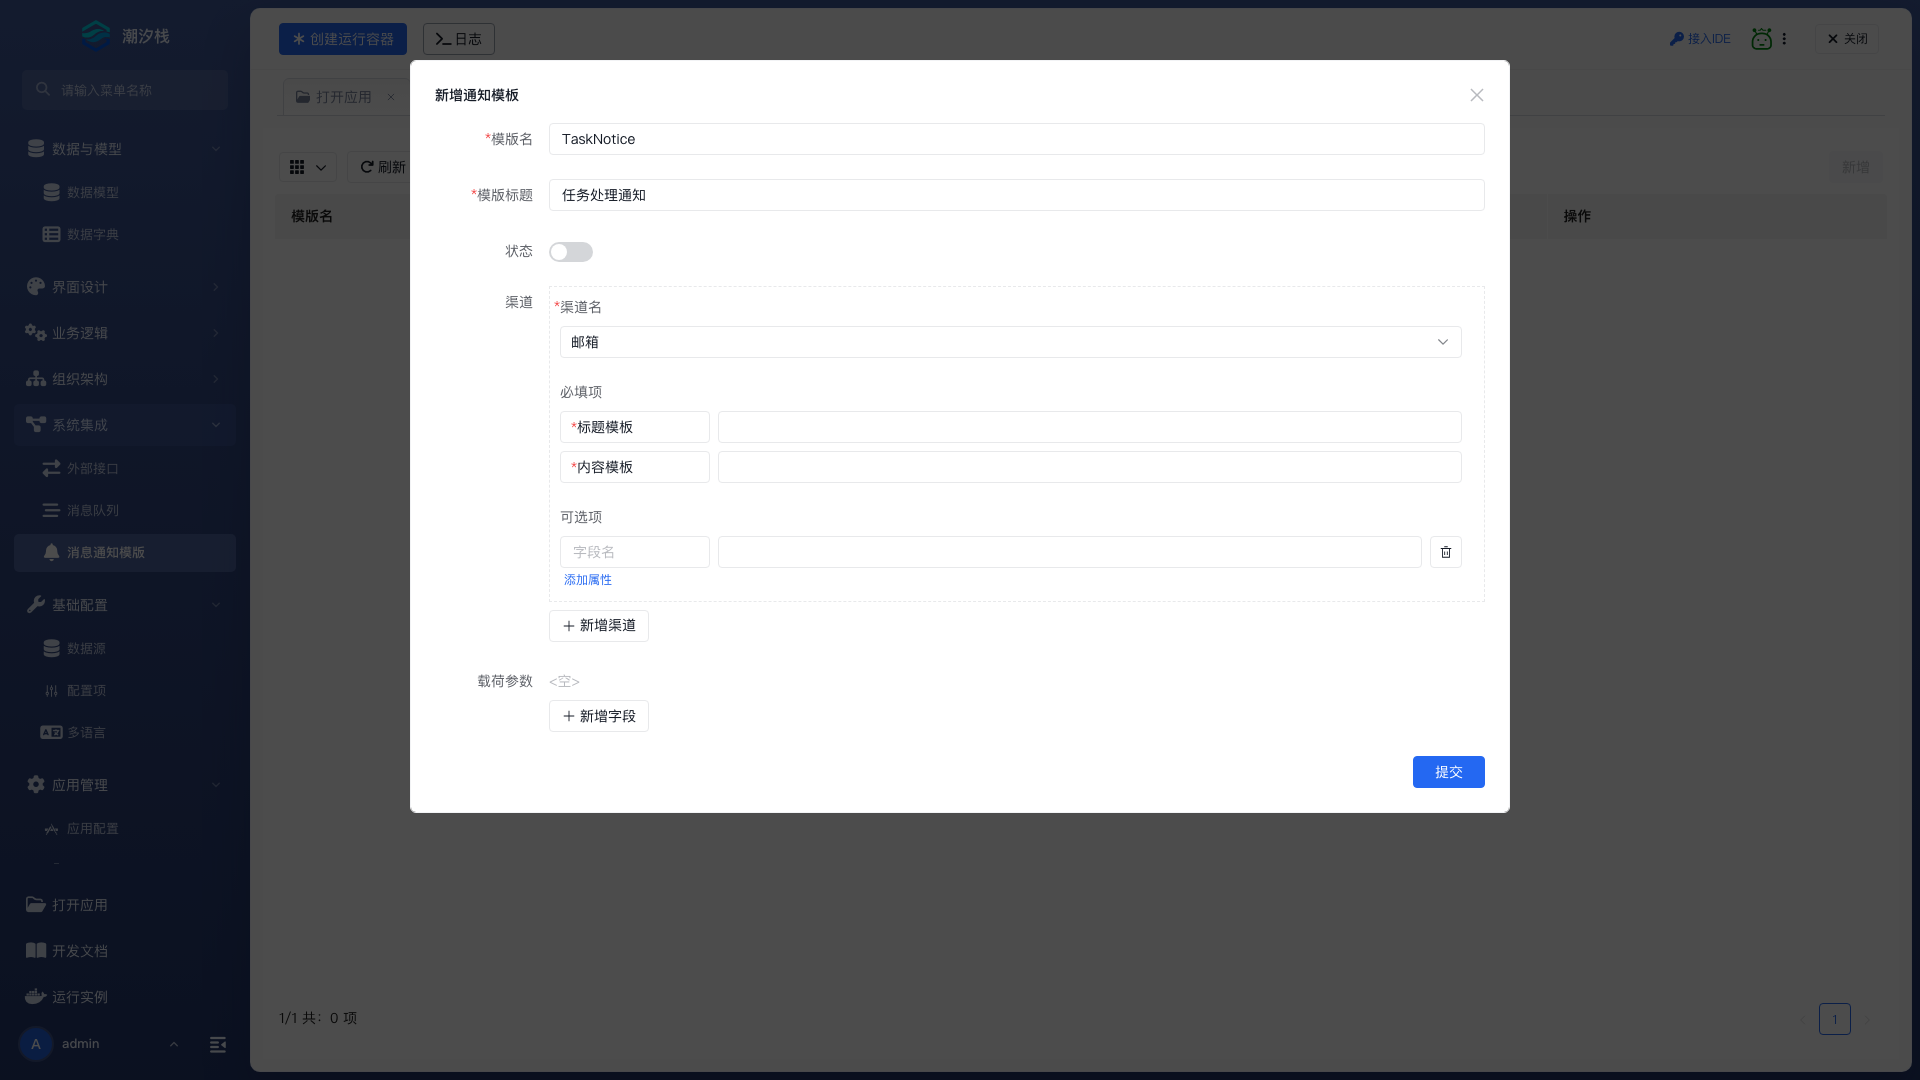 潮汐栈
请输入菜单名称
数据与模型
数据模型
数据字典
界面设计
业务逻辑
组织架构
系统集成
外部接口
消息队列
消息通知模版
基础配置
数据源
配置项
多语言
应用管理
应用配置
打开应用
开发文档
运行实例
A admin
创建运行容器 日志 接入IDE 关闭
打开应用
刷新 新增
模版名 操作
新增通知模板
*模版名 TaskNotice
*模版标题 任务处理通知
状态
渠道
*渠道名
邮箱
必填项
*标题模板
*内容模板
可选项
字段名
添加属性
新增渠道
载荷参数 <空>
新增字段
提交
1/1 共：0 项
1